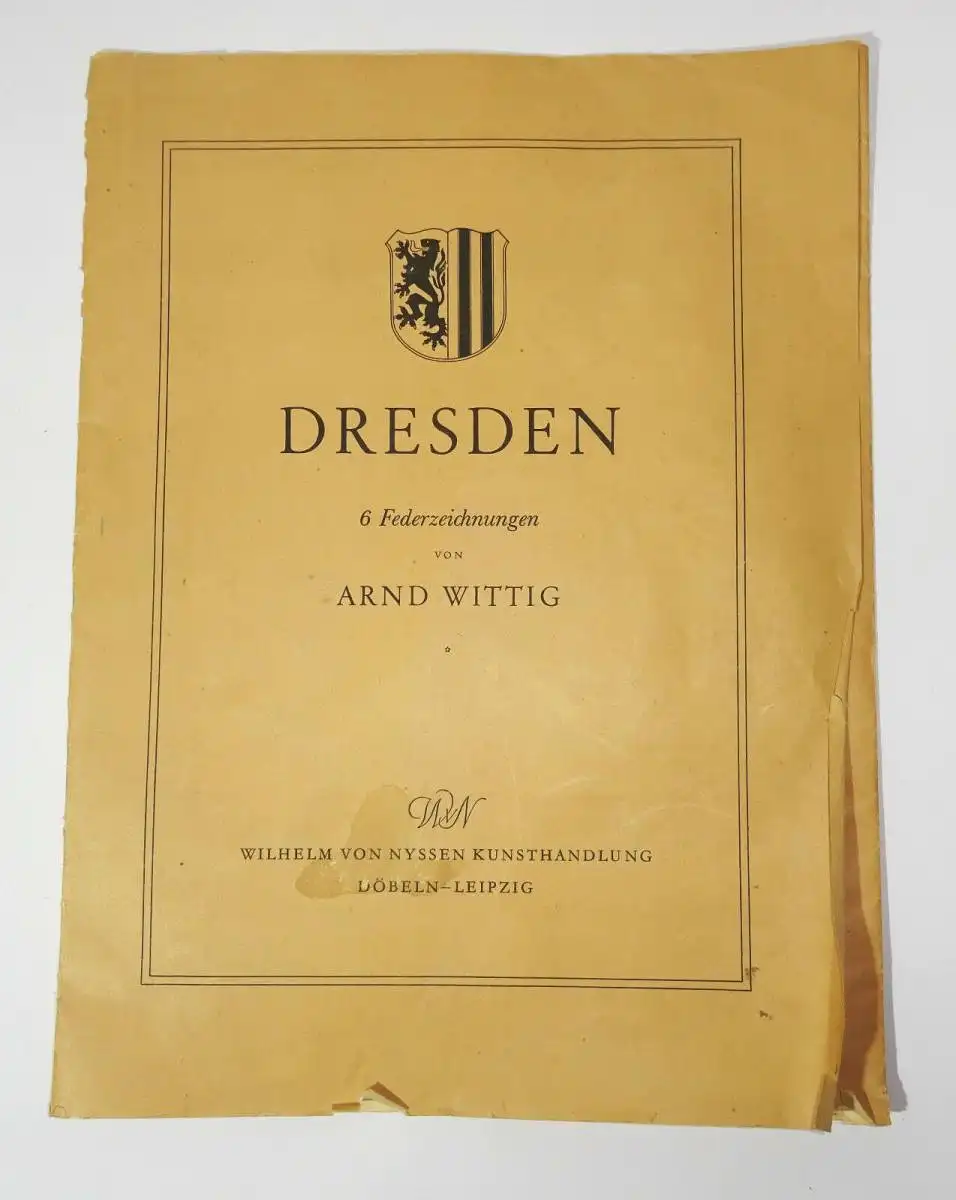 DRESDEN
6 Federzeichnungen
VON
ARND WITTIG
WvN
WILHELM VON NYSSEN KUNSTHANDLUNG
DÖBELN–LEIPZIG